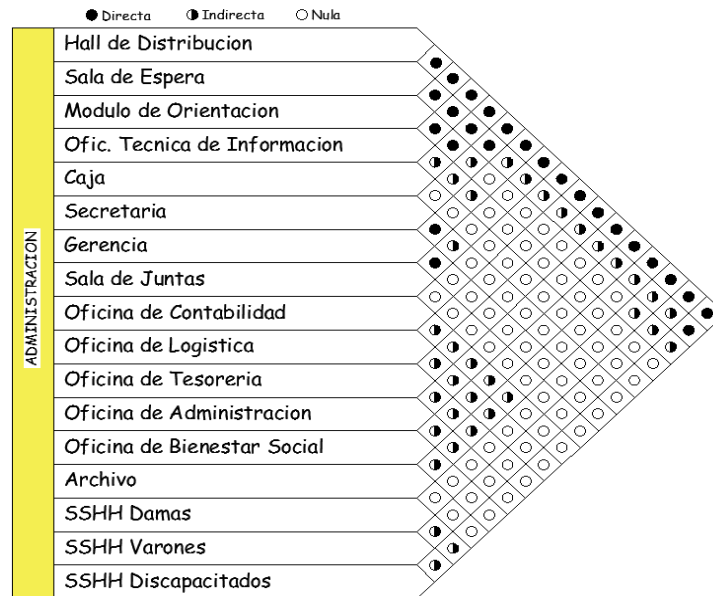 Directa Indirecta Nula
Hall de Distribucion
Sala de Espera
Modulo de Orientacion
Ofic. Tecnica de Informacion
Caja
Secretaria
Gerencia
Sala de Juntas
Oficina de Contabilidad
Oficina de Logistica
Oficina de Tesoreria
Oficina de Administracion
Oficina de Bienestar Social
Archivo
SSHH Damas
SSHH Varones
SSHH Discapacitados
ADMINISTRACION